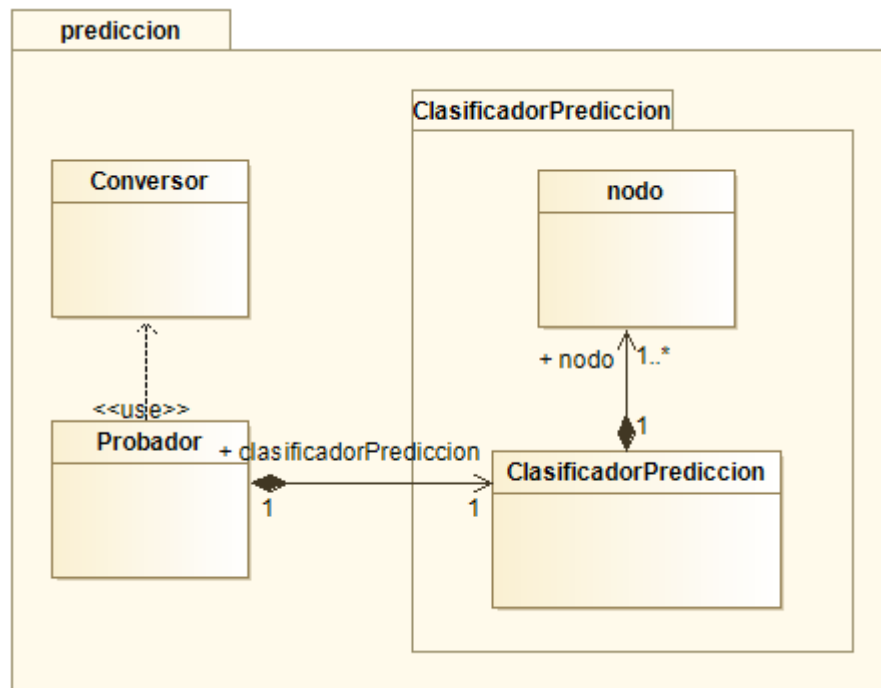 prediccion
ClasificadorPrediccion
Conversor
nodo
+ nodo
1..*
<<use>>
1
Probador
+ clasificadorPrediccion
ClasificadorPrediccion
1
1